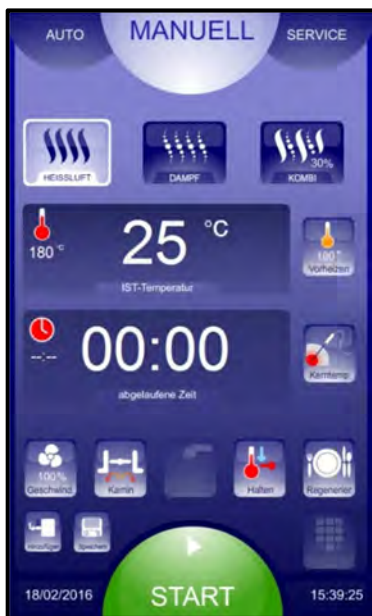 AUTO
MANUELL
SERVICE
HEISSLUFT
DAMPF
30%
KOMBI
180 °C
25 °C
IST-Temperatur
180°
Vorheizen
--:--
00:00
abgelaufene Zeit
Kerntemp
100%
Geschwind.
Kamin
Halten
Regenerier
Hinzufügen
Speichern
18/02/2016
START
15:39:25